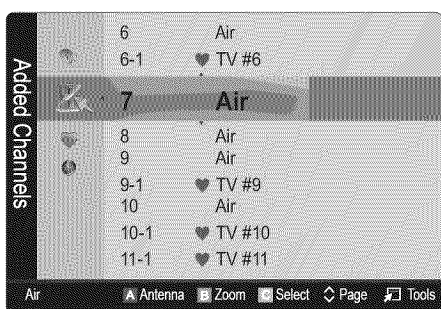 Added Channels
6 Air
6-1 ♥ TV #6
7 Air
8 Air
9 Air
9-1 ♥ TV #9
10 Air
10-1 ♥ TV #10
11-1 ♥ TV #11
Air A Antenna B Zoom C Select Page Tools